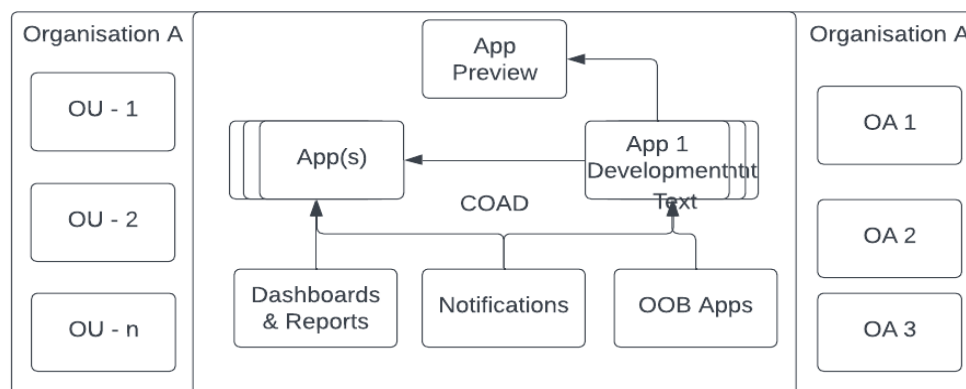 Organisation A
OU - 1
OU - 2
OU - n
App
Preview
App(s)
App 1
Development
Text
COAD
Dashboards
& Reports
Notifications
OOB Apps
Organisation A
OA 1
OA 2
OA 3